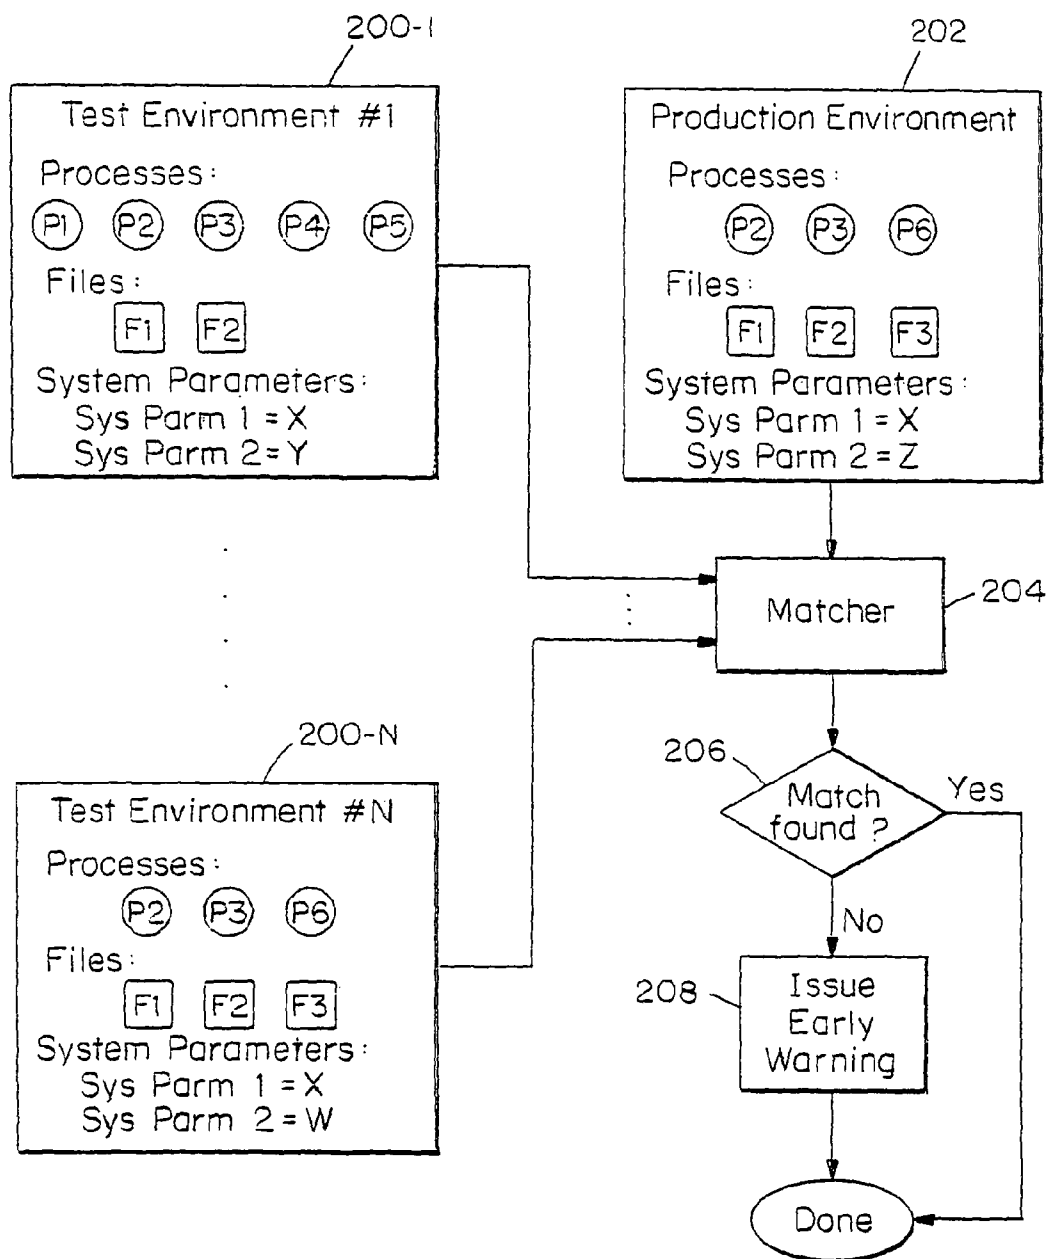 200-1
Test Environment #1
Processes:
P1 P2 P3 P4 P5
Files:
F1 F2
System Parameters:
Sys Parm 1 = X
Sys Parm 2 = Y
202
Production Environment
Processes:
P2 P3 P6
Files:
F1 F2 F3
System Parameters:
Sys Parm 1 = X
Sys Parm 2 = Z
Matcher
204
200-N
Test Environment #N
Processes:
P2 P3 P6
Files:
F1 F2 F3
System Parameters:
Sys Parm 1 = X
Sys Parm 2 = W
206
Match
found ?
Yes
No
208
Issue
Early
Warning
Done